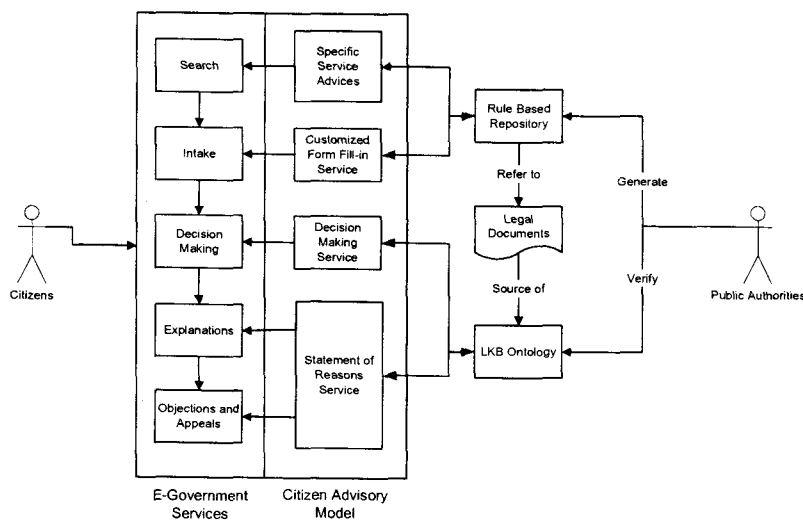 Search
Specific
Service
Advices
Rule Based
Repository
Intake
Customized
Form Fill-in
Service
Refer to
Generate
Decision
Making
Decision
Making
Service
Legal
Documents
Citizens
Source of
Verify
Public Authorities
Explanations
Statement of
Reasons
Service
LKB Ontology
Objections and
Appeals
E-Government
Services
Citizen Advisory
Model